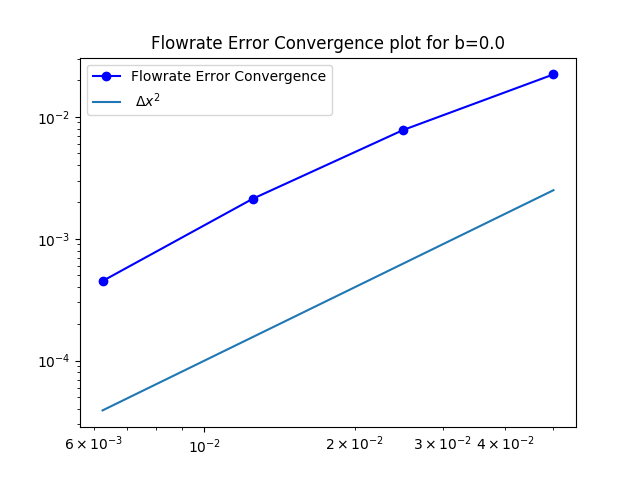 Flowrate Error Convergence plot for b=0.0
Flowrate Error Convergence
Δx²
10⁻²
10⁻³
10⁻⁴
6×10⁻³
10⁻²
2×10⁻²
3×10⁻²
4×10⁻²